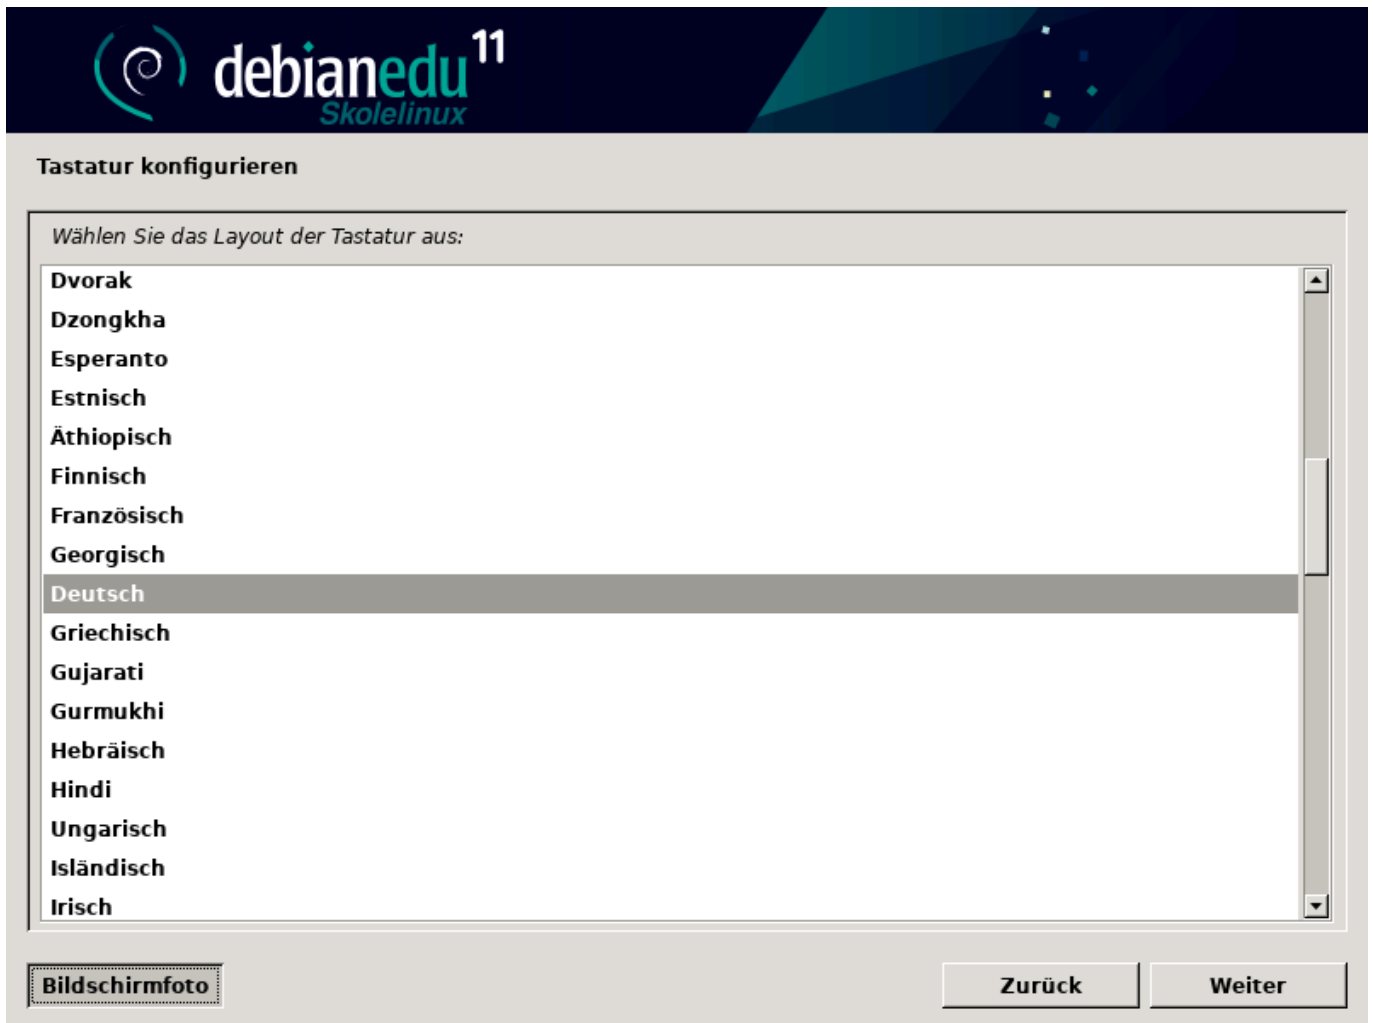 debianedu 11
Skolelinux
Tastatur konfigurieren
Wählen Sie das Layout der Tastatur aus:
Dvorak
Dzongkha
Esperanto
Estnisch
Äthiopisch
Finnisch
Französisch
Georgisch
Deutsch
Griechisch
Gujarati
Gurmukhi
Hebräisch
Hindi
Ungarisch
Isländisch
Irisch
Bildschirmfoto Zurück Weiter